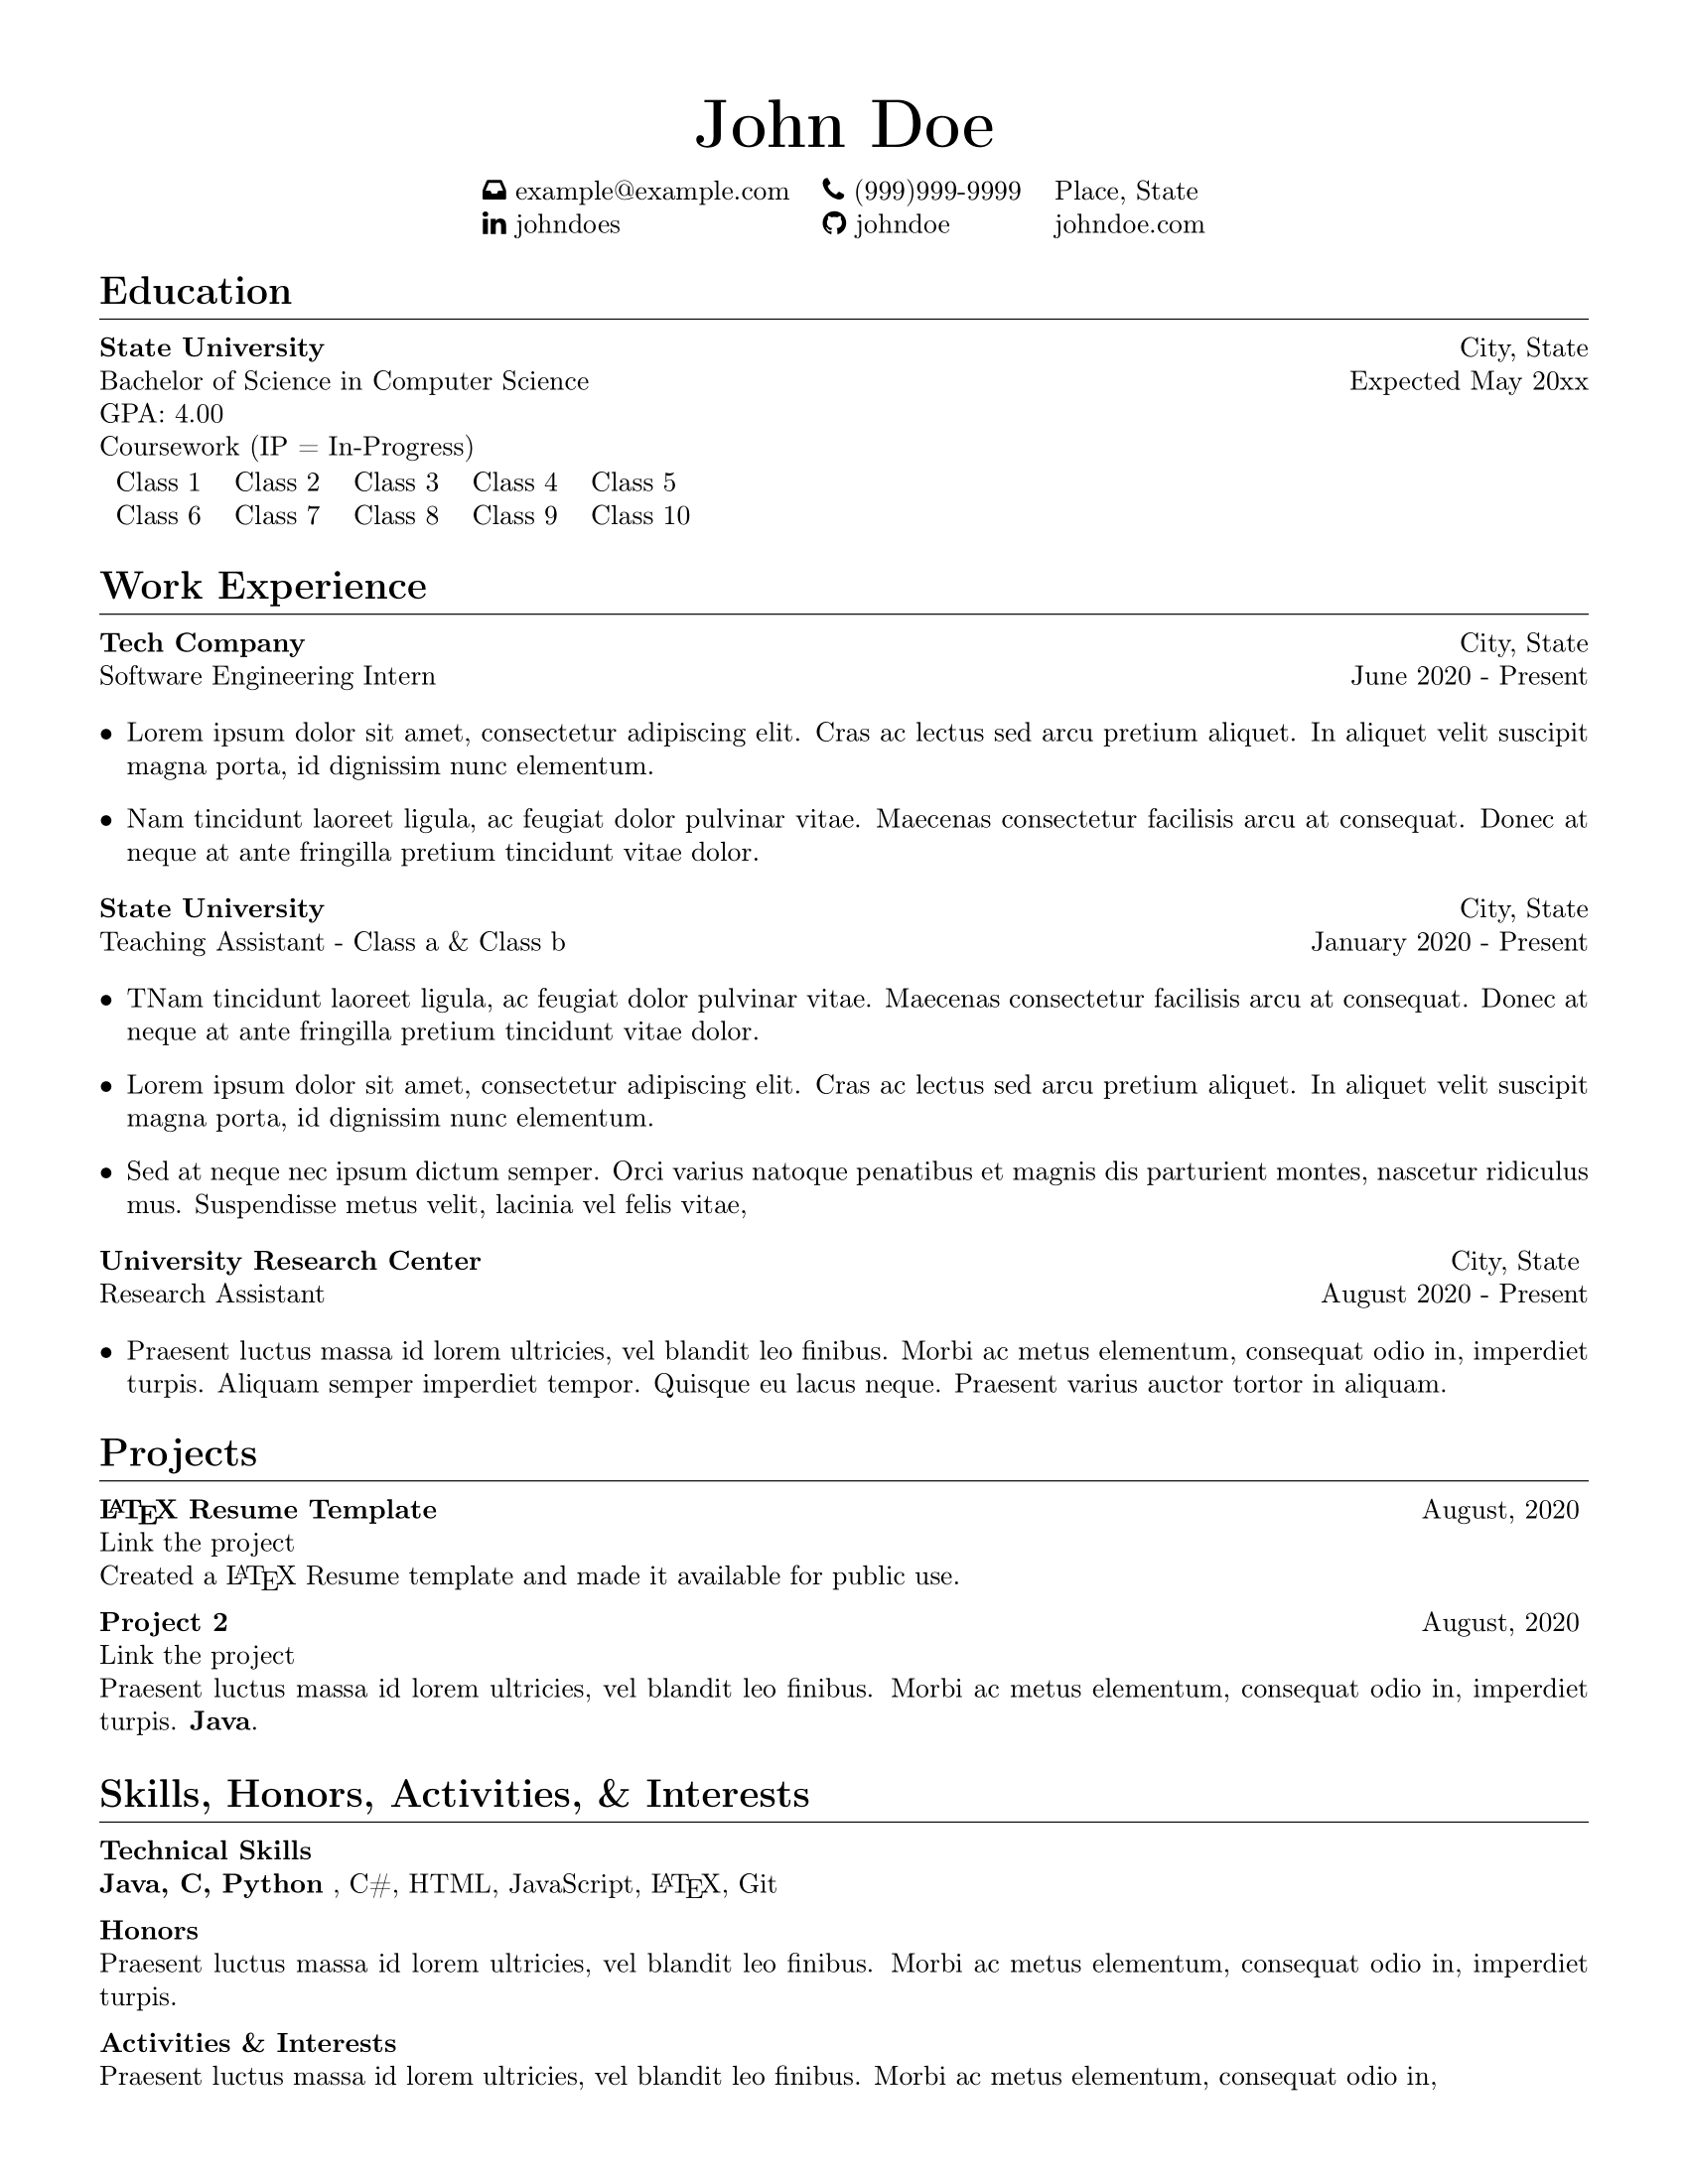 John Doe
example@example.com (999)999-9999 Place, State
johndoes johndoe johndoe.com
Education
State University City, State
Bachelor of Science in Computer Science Expected May 20xx
GPA: 4.00
Coursework (IP = In-Progress)
Class 1 Class 2 Class 3 Class 4 Class 5
Class 6 Class 7 Class 8 Class 9 Class 10
Work Experience
Tech Company City, State
Software Engineering Intern June 2020 - Present
• Lorem ipsum dolor sit amet, consectetur adipiscing elit. Cras ac lectus sed arcu pretium aliquet. In aliquet velit suscipit
magna porta, id dignissim nunc elementum.
• Nam tincidunt laoreet ligula, ac feugiat dolor pulvinar vitae. Maecenas consectetur facilisis arcu at consequat. Donec at
neque at ante fringilla pretium tincidunt vitae dolor.
State University City, State
Teaching Assistant - Class a & Class b January 2020 - Present
• TNam tincidunt laoreet ligula, ac feugiat dolor pulvinar vitae. Maecenas consectetur facilisis arcu at consequat. Donec at
neque at ante fringilla pretium tincidunt vitae dolor.
• Lorem ipsum dolor sit amet, consectetur adipiscing elit. Cras ac lectus sed arcu pretium aliquet. In aliquet velit suscipit
magna porta, id dignissim nunc elementum.
• Sed at neque nec ipsum dictum semper. Orci varius natoque penatibus et magnis dis parturient montes, nascetur ridiculus
mus. Suspendisse metus velit, lacinia vel felis vitae,
University Research Center City, State
Research Assistant August 2020 - Present
• Praesent luctus massa id lorem ultricies, vel blandit leo finibus. Morbi ac metus elementum, consequat odio in, imperdiet
turpis. Aliquam semper imperdiet tempor. Quisque eu lacus neque. Praesent varius auctor tortor in aliquam.
Projects
LATEX Resume Template August, 2020
Link the project
Created a LATEX Resume template and made it available for public use.
Project 2 August, 2020
Link the project
Praesent luctus massa id lorem ultricies, vel blandit leo finibus. Morbi ac metus elementum, consequat odio in, imperdiet
turpis. Java.
Skills, Honors, Activities, & Interests
Technical Skills
Java, C, Python , C#, HTML, JavaScript, LATEX, Git
Honors
Praesent luctus massa id lorem ultricies, vel blandit leo finibus. Morbi ac metus elementum, consequat odio in, imperdiet
turpis.
Activities & Interests
Praesent luctus massa id lorem ultricies, vel blandit leo finibus. Morbi ac metus elementum, consequat odio in,